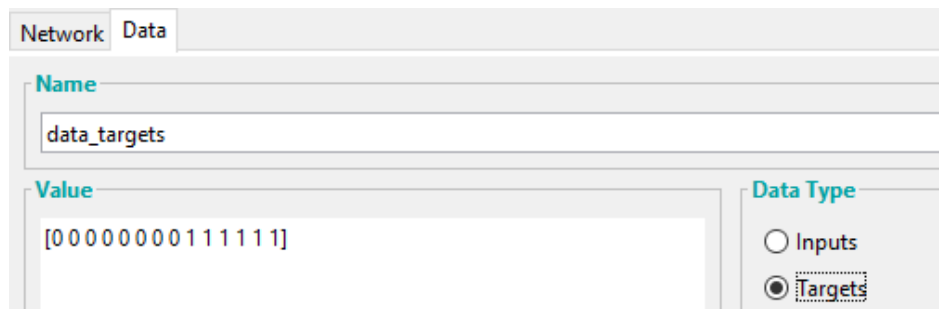 Network Data
Name
data_targets
Value
Data Type
[0 0 0 0 0 0 0 0 1 1 1 1 1 1]
Inputs
Targets